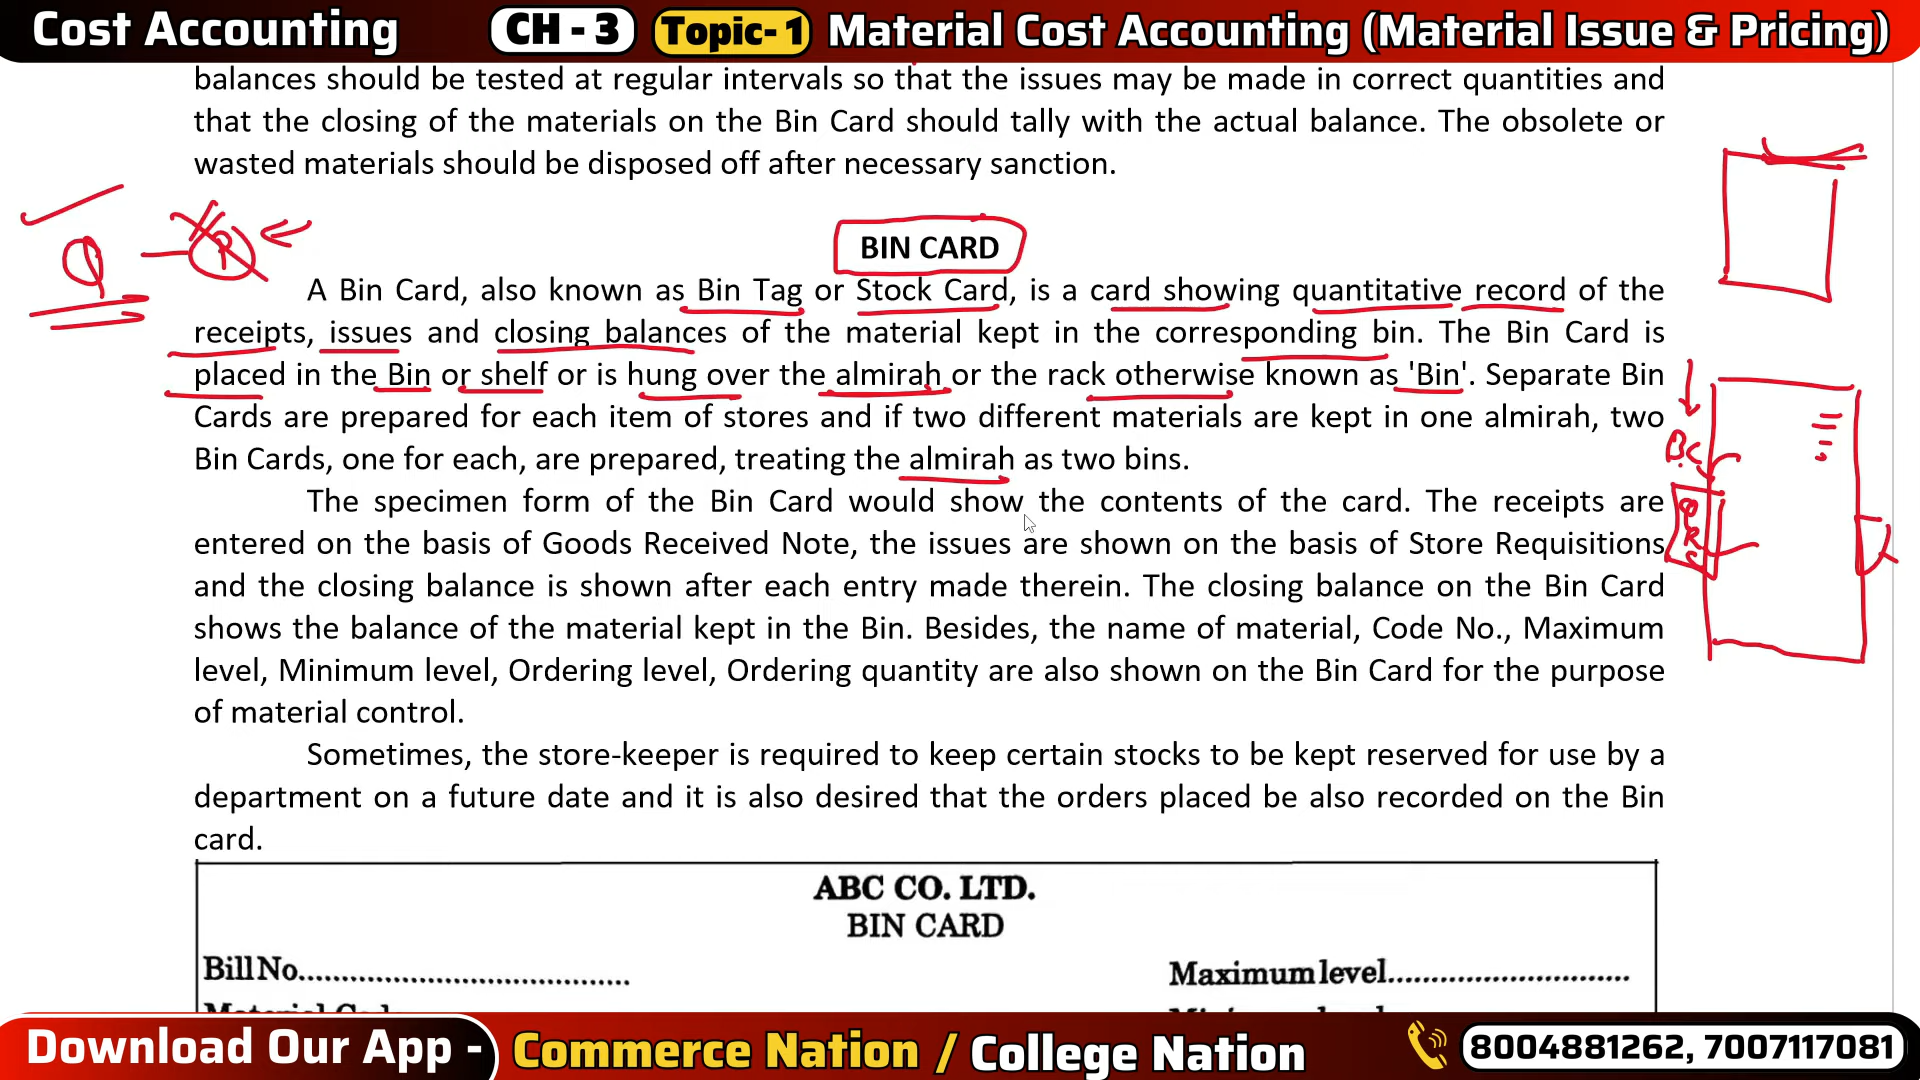 Cost Accounting CH - 3 Topic- 1 Material Cost Accounting (Material Issue & Pricing)
balances should be tested at regular intervals so that the issues may be made in correct quantities and
that the closing of the materials on the Bin Card should tally with the actual balance. The obsolete or
wasted materials should be disposed off after necessary sanction.
Q - P
BIN CARD
A Bin Card, also known as Bin Tag or Stock Card, is a card showing quantitative record of the
receipts, issues and closing balances of the material kept in the corresponding bin. The Bin Card is
placed in the Bin or shelf or is hung over the almirah or the rack otherwise known as 'Bin'. Separate Bin
Cards are prepared for each item of stores and if two different materials are kept in one almirah, two
Bin Cards, one for each, are prepared, treating the almirah as two bins.
B.C
The specimen form of the Bin Card would show the contents of the card. The receipts are
entered on the basis of Goods Received Note, the issues are shown on the basis of Store Requisitions
and the closing balance is shown after each entry made therein. The closing balance on the Bin Card
shows the balance of the material kept in the Bin. Besides, the name of material, Code No., Maximum
level, Minimum level, Ordering level, Ordering quantity are also shown on the Bin Card for the purpose
of material control.
Sometimes, the store-keeper is required to keep certain stocks to be kept reserved for use by a
department on a future date and it is also desired that the orders placed be also recorded on the Bin
card.
ABC CO. LTD.
BIN CARD
Bill No.................................... Maximum level.............................
Download Our App - Commerce Nation / College Nation 8004881262, 7007117081